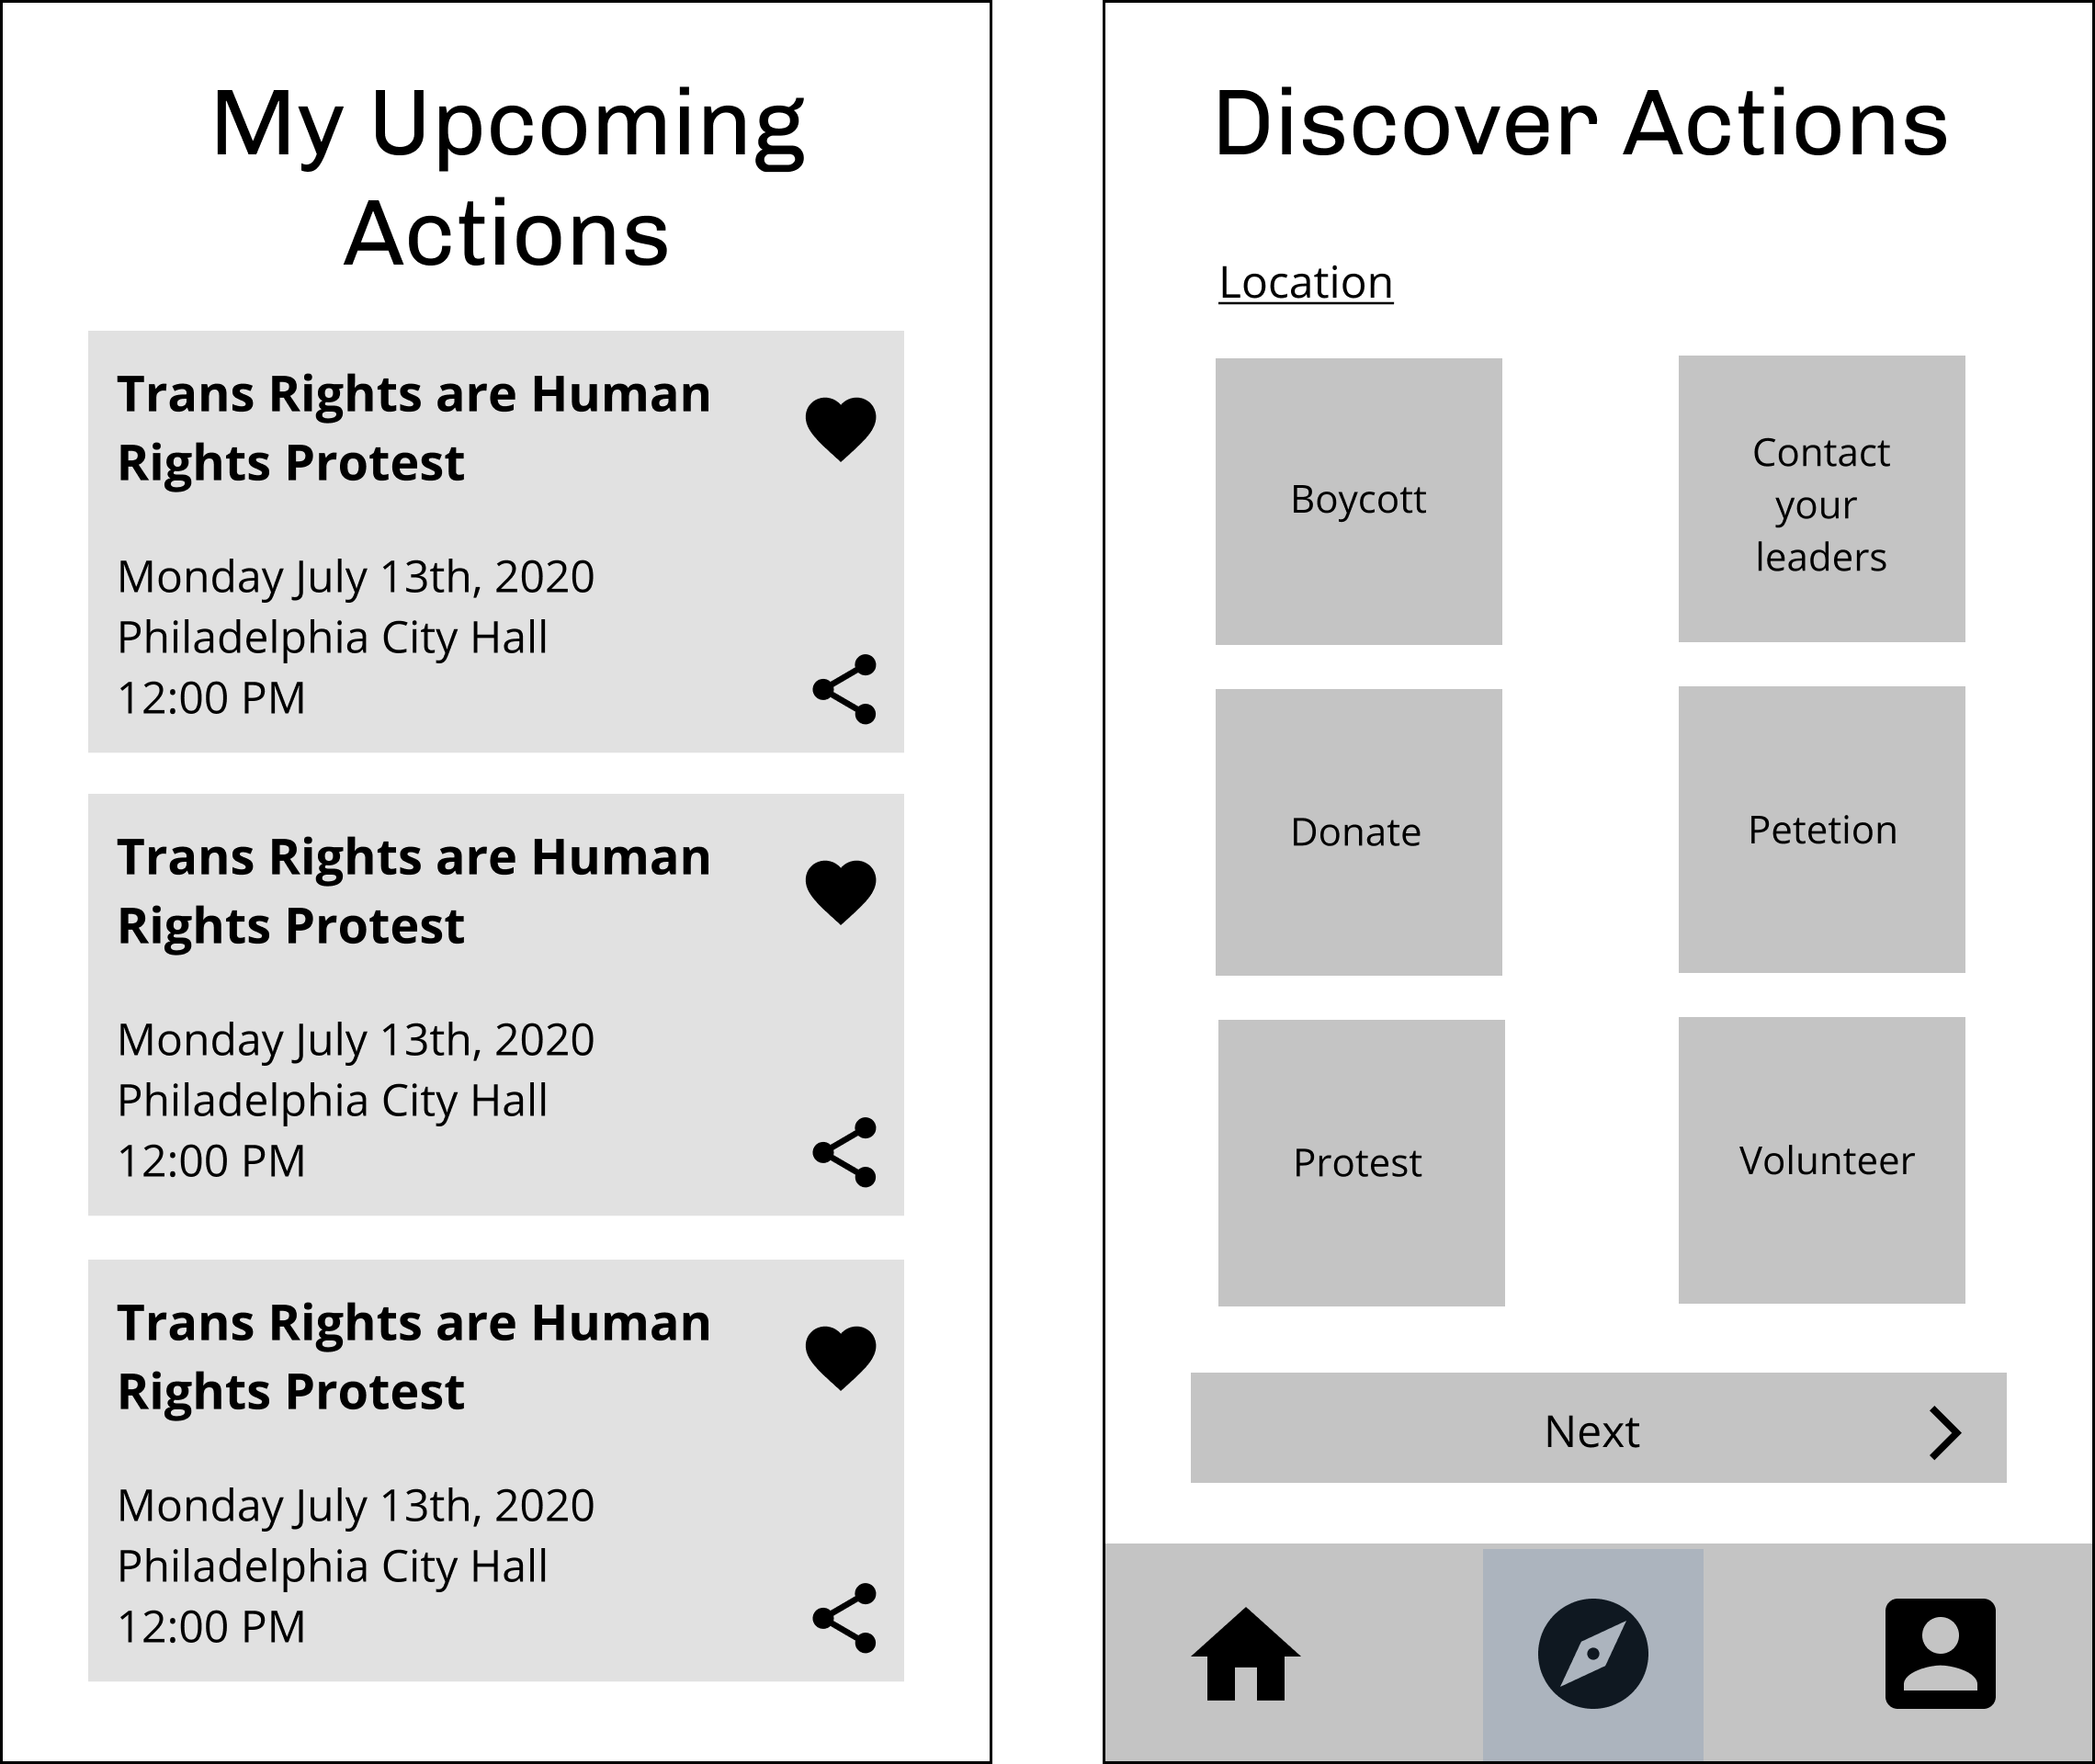 My Upcoming
Actions
Trans Rights are Human
Rights Protest
Monday July 13th, 2020
Philadelphia City Hall
12:00 PM
Trans Rights are Human
Rights Protest
Monday July 13th, 2020
Philadelphia City Hall
12:00 PM
Trans Rights are Human
Rights Protest
Monday July 13th, 2020
Philadelphia City Hall
12:00 PM
Discover Actions
Location
Boycott
Contact
your
leaders
Donate
Petetion
Protest
Volunteer
Next